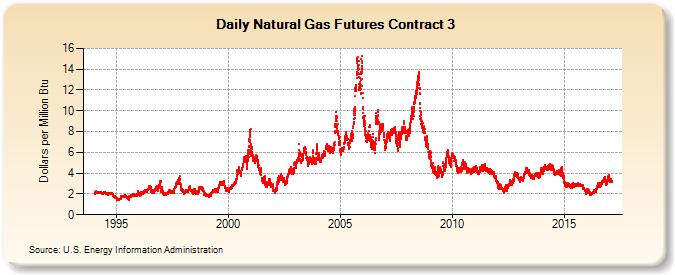 Daily Natural Gas Futures Contract 3
Dollars per Million Btu
16
14
12
10
8
6
4
2
0
1995 2000 2005 2010 2015
Source: U.S. Energy Information Administration